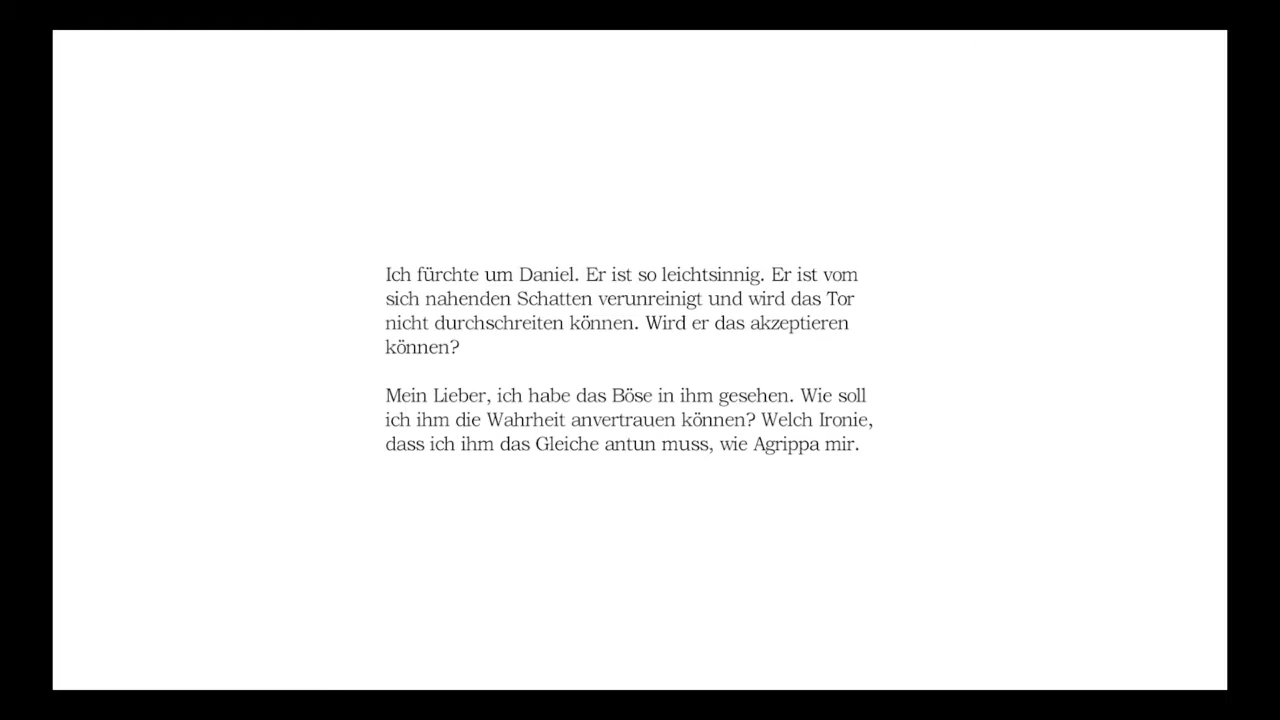 Ich fürchte um Daniel. Er ist so leichtsinnig. Er ist vom
sich nahenden Schatten verunreinigt und wird das Tor
nicht durchschreiten können. Wird er das akzeptieren
können?
Mein Lieber, ich habe das Böse in ihm gesehen. Wie soll
ich ihm die Wahrheit anvertrauen können? Welch Ironie,
dass ich ihm das Gleiche antun muss, wie Agrippa mir.